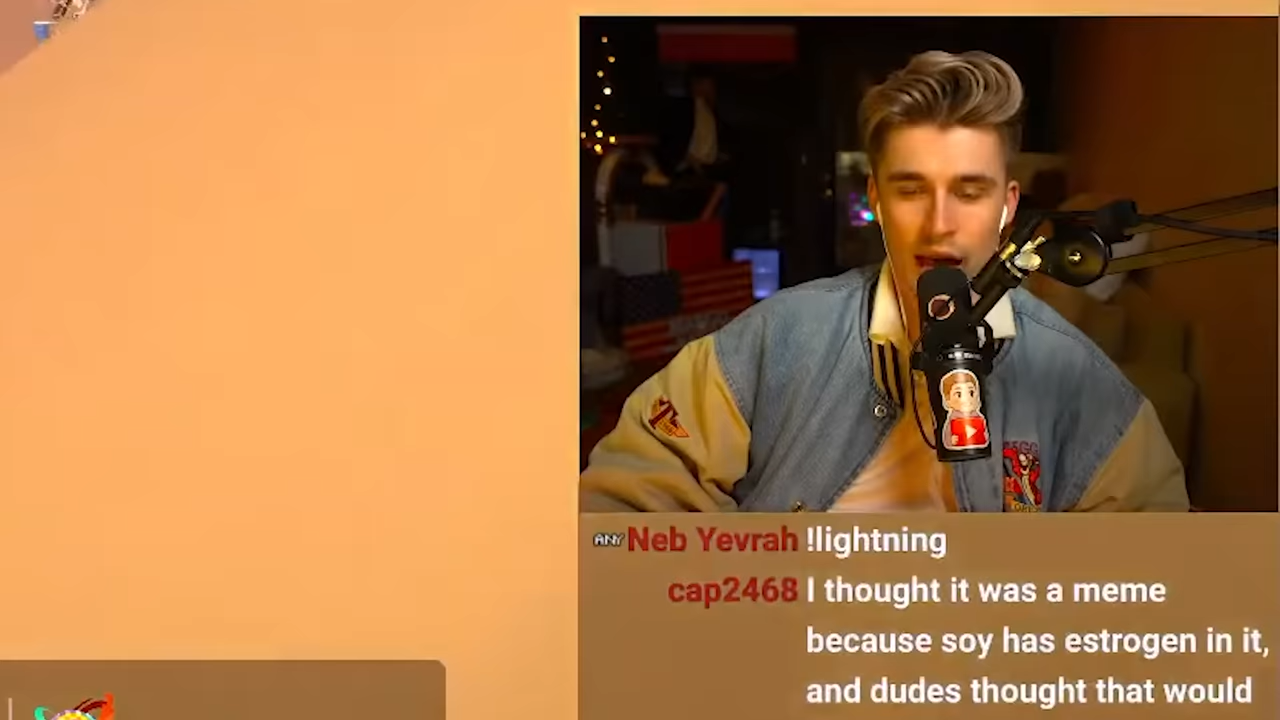 ANY Neb Yevrah !lightning
cap2468 I thought it was a meme
because soy has estrogen in it,
and dudes thought that would